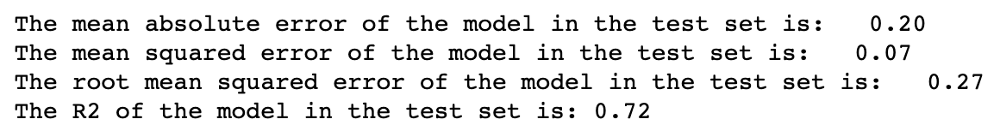 The mean absolute error of the model in the test set is:   0.20
The mean squared error of the model in the test set is:   0.07
The root mean squared error of the model in the test set is:   0.27
The R2 of the model in the test set is: 0.72